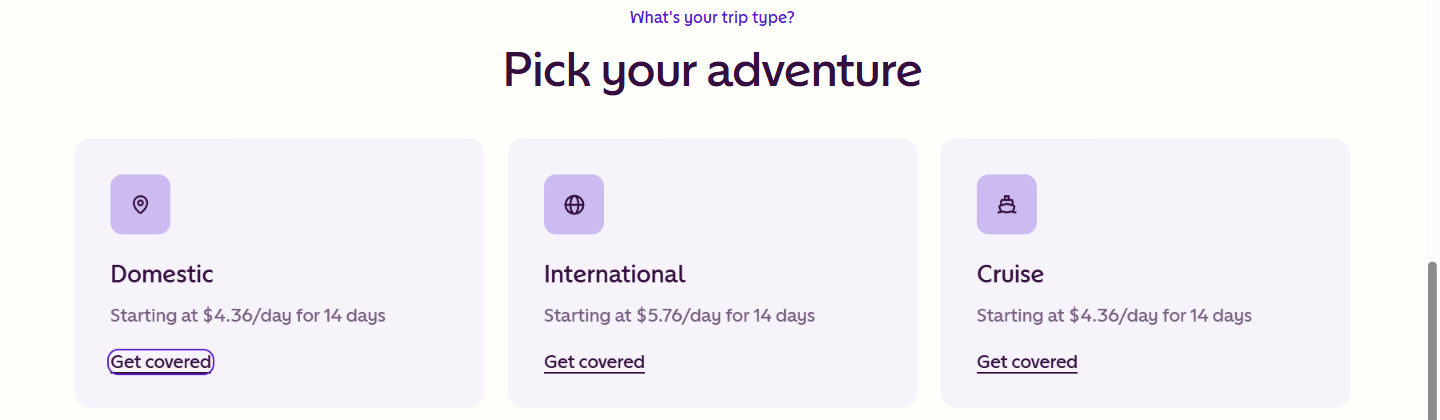 What's your trip type?
Pick your adventure
Domestic
Starting at $4.36/day for 14 days
Get covered
International
Starting at $5.76/day for 14 days
Get covered
Cruise
Starting at $4.36/day for 14 days
Get covered